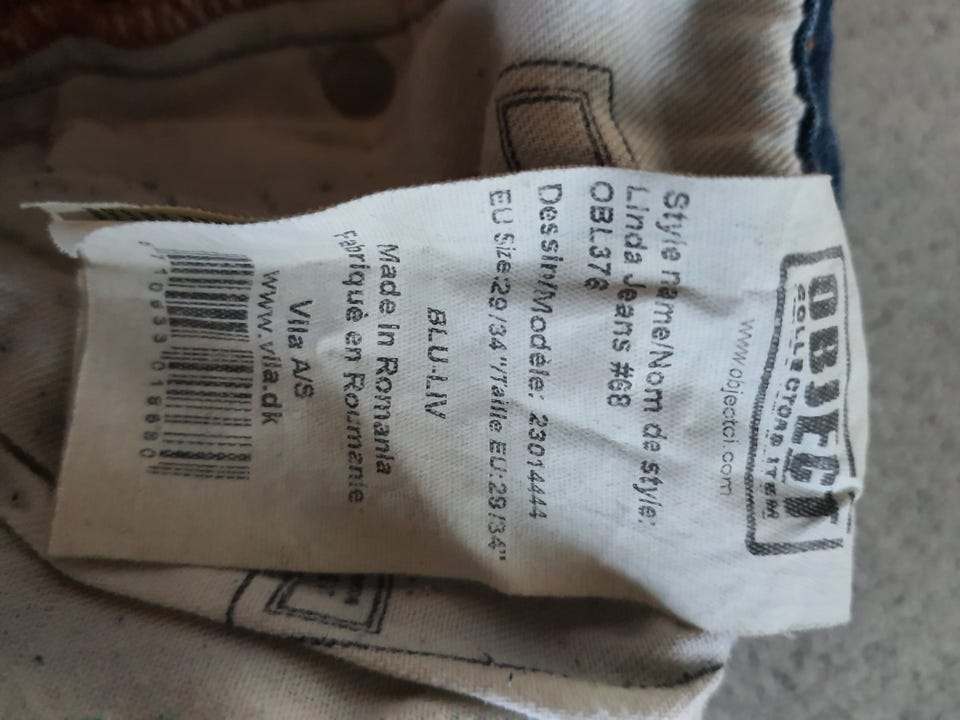 OBJECT
COLLECTORS ITEM
www.objectci.com
Style name/Nom de style:
Linda Jeans #68
OBL376
Dessin/Modèle: 23014444
EU Size:29/34"/Taille EU:29/34"
BLU-LIV
Made in Romania
Fabriqué en Roumanie
Vila A/S
www.vila.dk